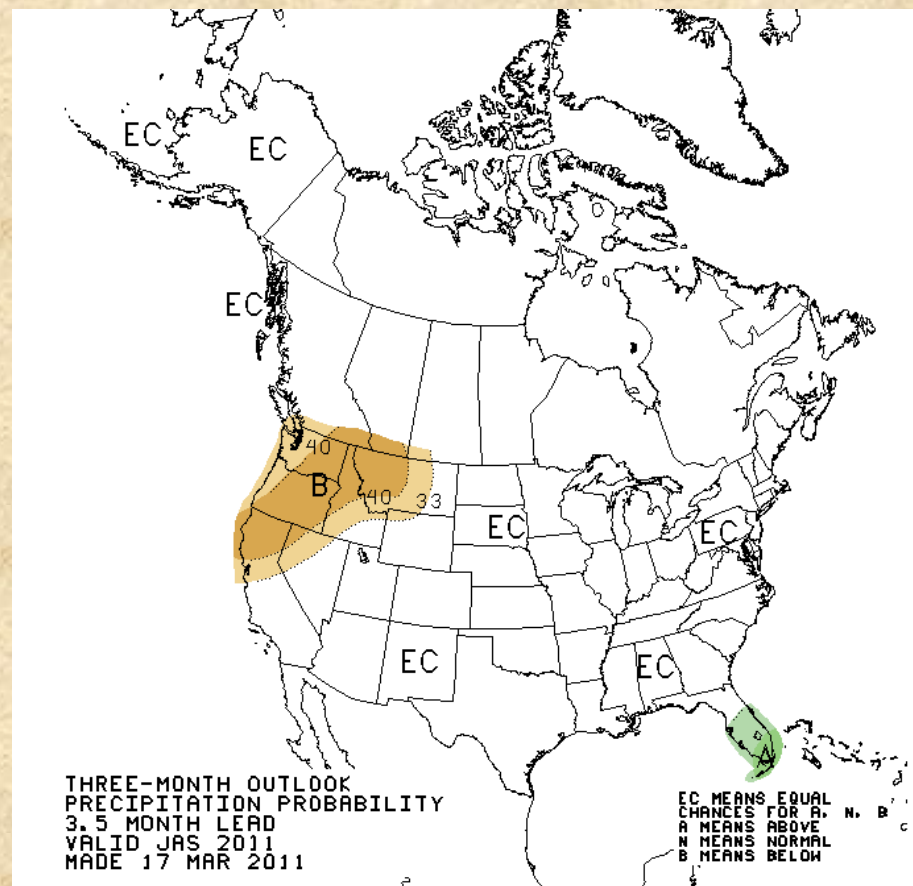 EC
EC
EC
40
B
40
33
EC
EC
EC
EC
A
THREE-MONTH OUTLOOK
PRECIPITATION PROBABILITY
3.5 MONTH LEAD
VALID JAS 2011
MADE 17 MAR 2011
EC MEANS EQUAL
CHANCES FOR A, N, B
A MEANS ABOVE
N MEANS NORMAL
B MEANS BELOW